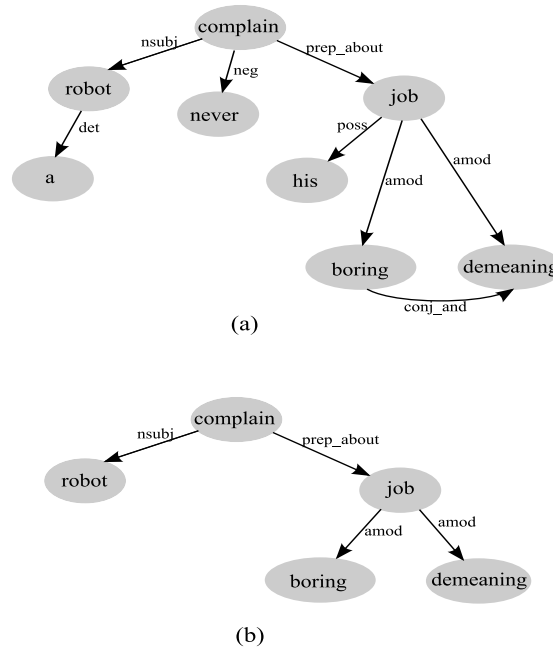 complain
nsubj
neg
prep_about
robot
never
job
det
poss
amod
amod
a
his
boring
demeaning
conj_and
(a)
complain
nsubj
prep_about
robot
job
amod
amod
boring
demeaning
(b)